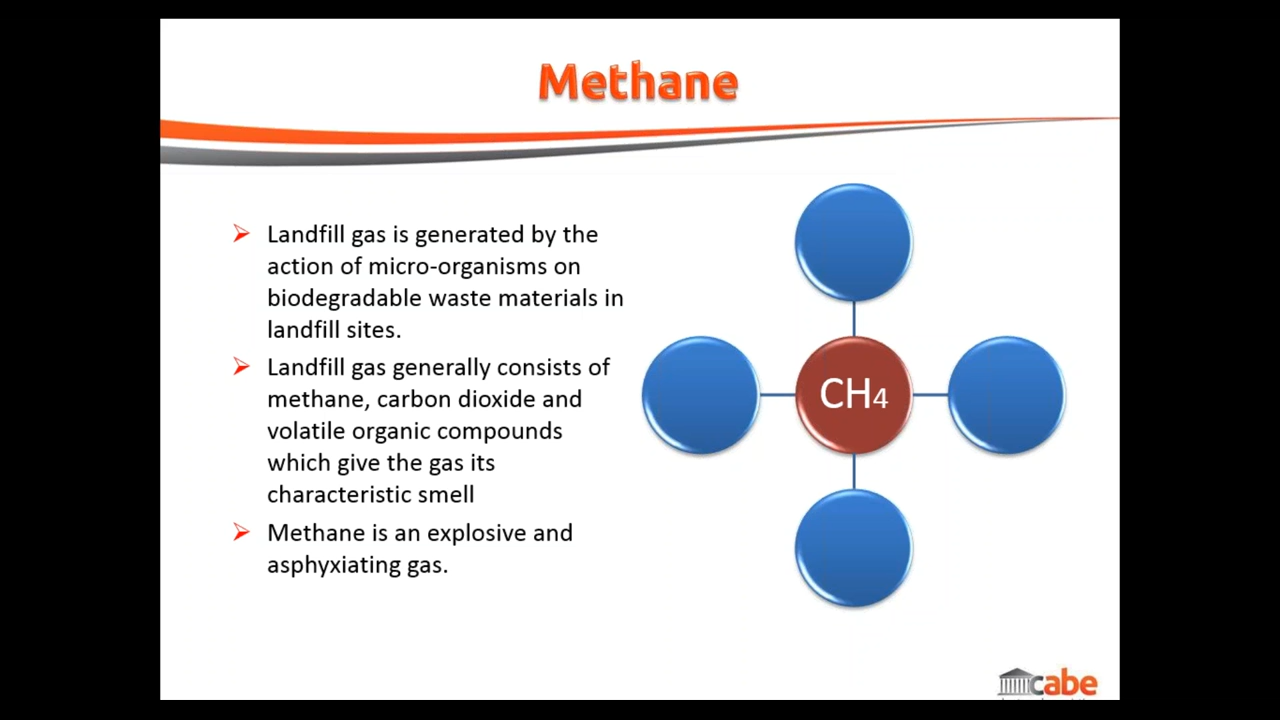 Methane
Landfill gas is generated by the
action of micro-organisms on
biodegradable waste materials in
landfill sites.
Landfill gas generally consists of
methane, carbon dioxide and
volatile organic compounds
which give the gas its
characteristic smell
Methane is an explosive and
asphyxiating gas.
CH4
cabe